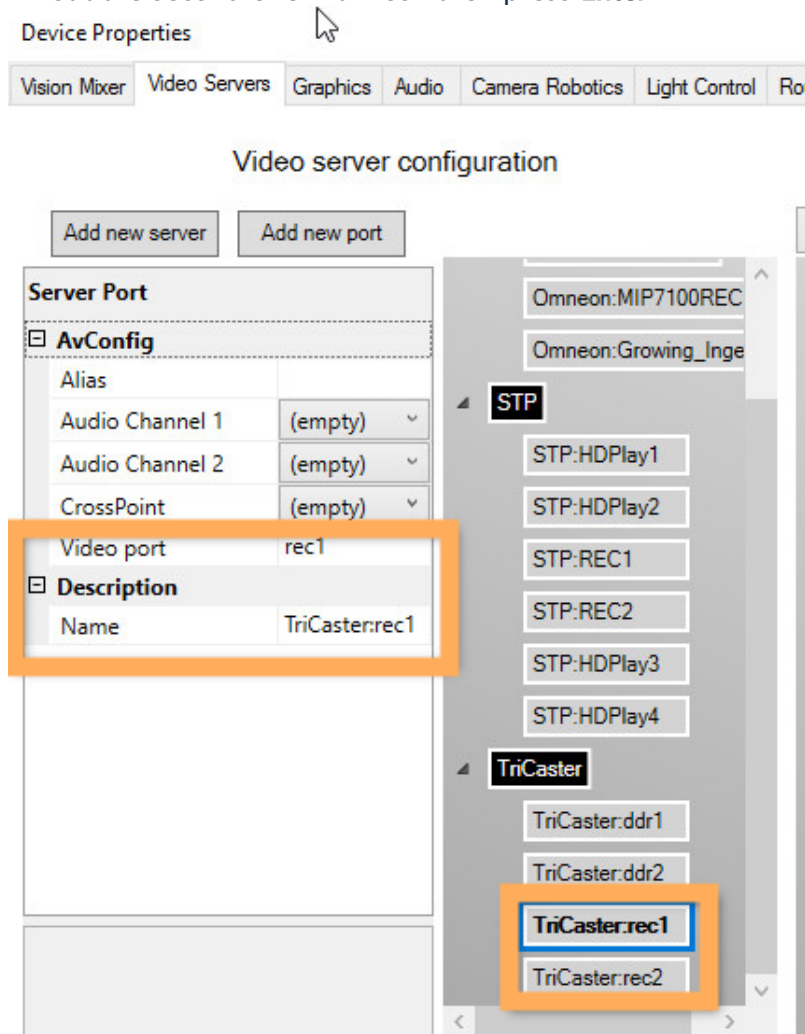 Device Properties
Vision Mixer Video Servers Graphics Audio Camera Robotics Light Control Rou
Video server configuration
Add new server Add new port
Server Port
AvConfig
Alias
Audio Channel 1 (empty)
Audio Channel 2 (empty)
CrossPoint (empty)
Video port rec1
Description
Name TriCaster:rec1
Omneon:MIP7100REC
Omneon:Growing_Inge
STP
STP:HDPlay1
STP:HDPlay2
STP:REC1
STP:REC2
STP:HDPlay3
STP:HDPlay4
TriCaster
TriCaster:ddr1
TriCaster:ddr2
TriCaster:rec1
TriCaster:rec2